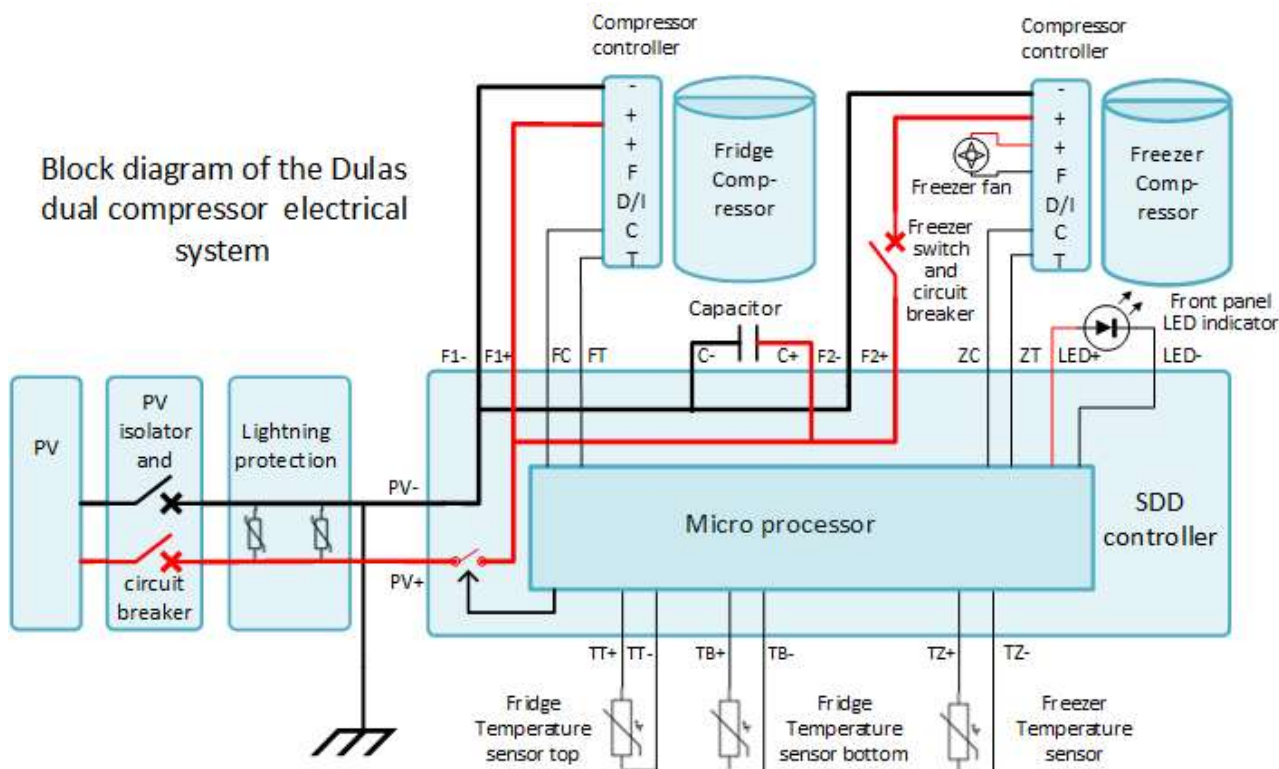 Block diagram of the Dulas
dual compressor electrical
system
Compressor
controller
-
+
+
F
D/I
C
T
Fridge
Comp-
ressor
Compressor
controller
-
+
+
F
D/I
C
T
Freezer
Comp-
ressor
Freezer fan
Freezer
switch
and
circuit
breaker
Capacitor
Front panel
LED indicator
F1-
F1+
FC
FT
C-
C+
F2-
F2+
ZC
ZT
LED+
LED-
PV
PV
isolator
and
circuit
breaker
Lightning
protection
PV-
PV+
Micro processor
SDD
controller
TT+
TT-
TB+
TB-
TZ+
TZ-
Fridge
Temperature
sensor top
Fridge
Temperature
sensor bottom
Freezer
Temperature
sensor